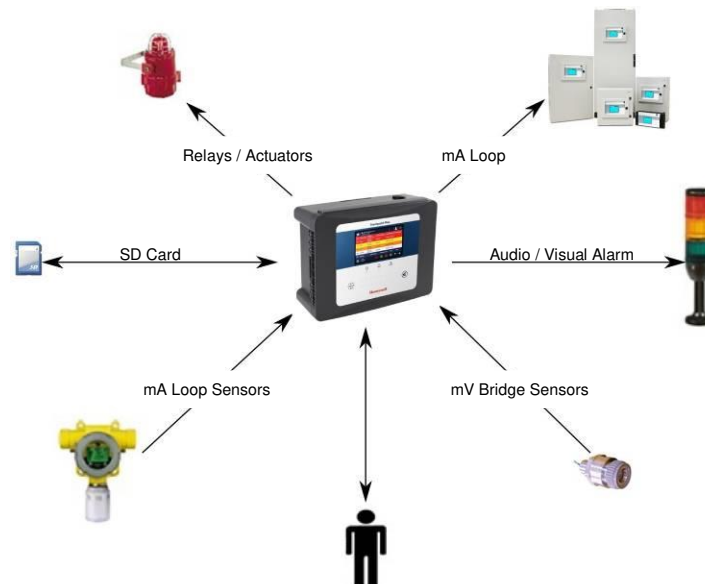 Relays / Actuators
mA Loop
SD Card
Audio / Visual Alarm
Honeywell
mA Loop Sensors
mV Bridge Sensors